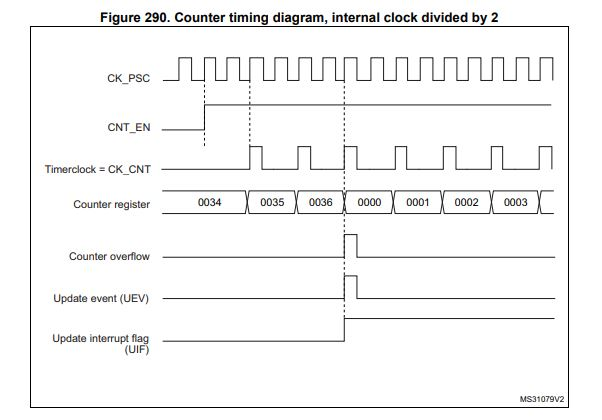 Figure 290. Counter timing diagram, internal clock divided by 2
CK_PSC
CNT_EN
Timerclock = CK_CNT
Counter register
0034 0035 0036 0000 0001 0002 0003
Counter overflow
Update event (UEV)
Update interrupt flag
(UIF)
MS31079V2